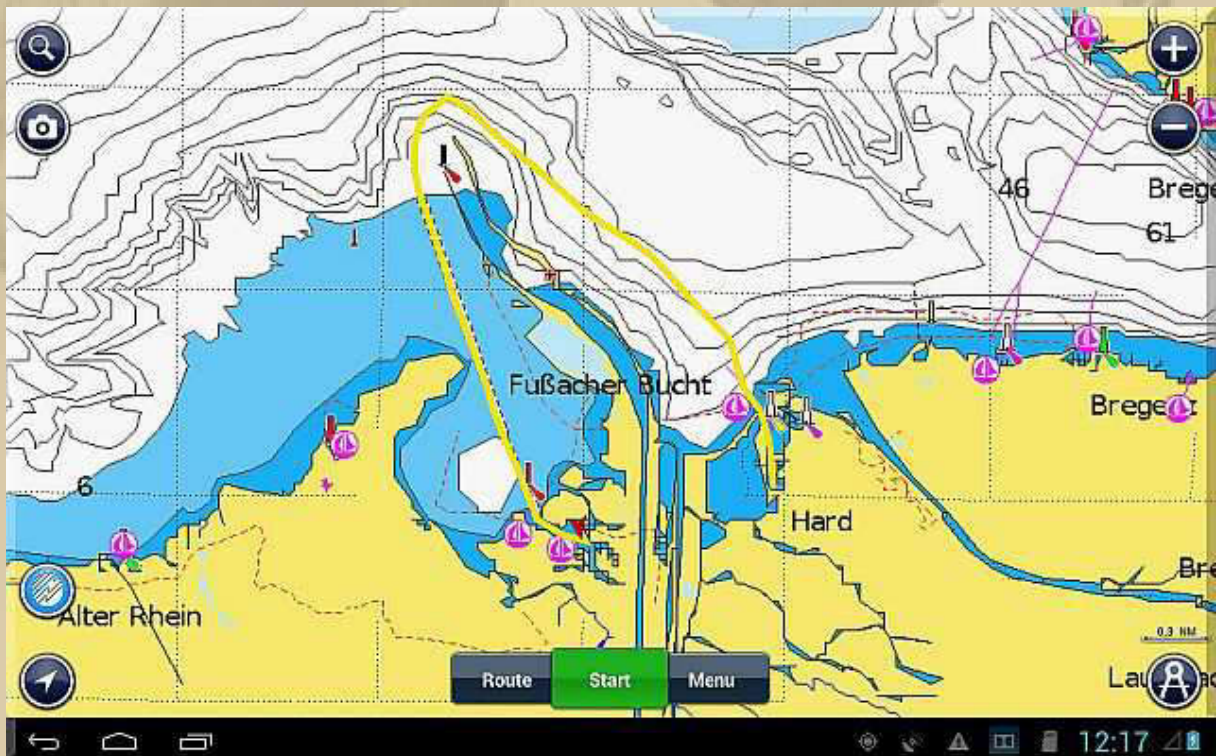 46
Brege
61
Fußacher Bucht
Brege
6
Hard
Bre
Alter Rhein
0,3 NM
Route Start Menu
Lau
12:17